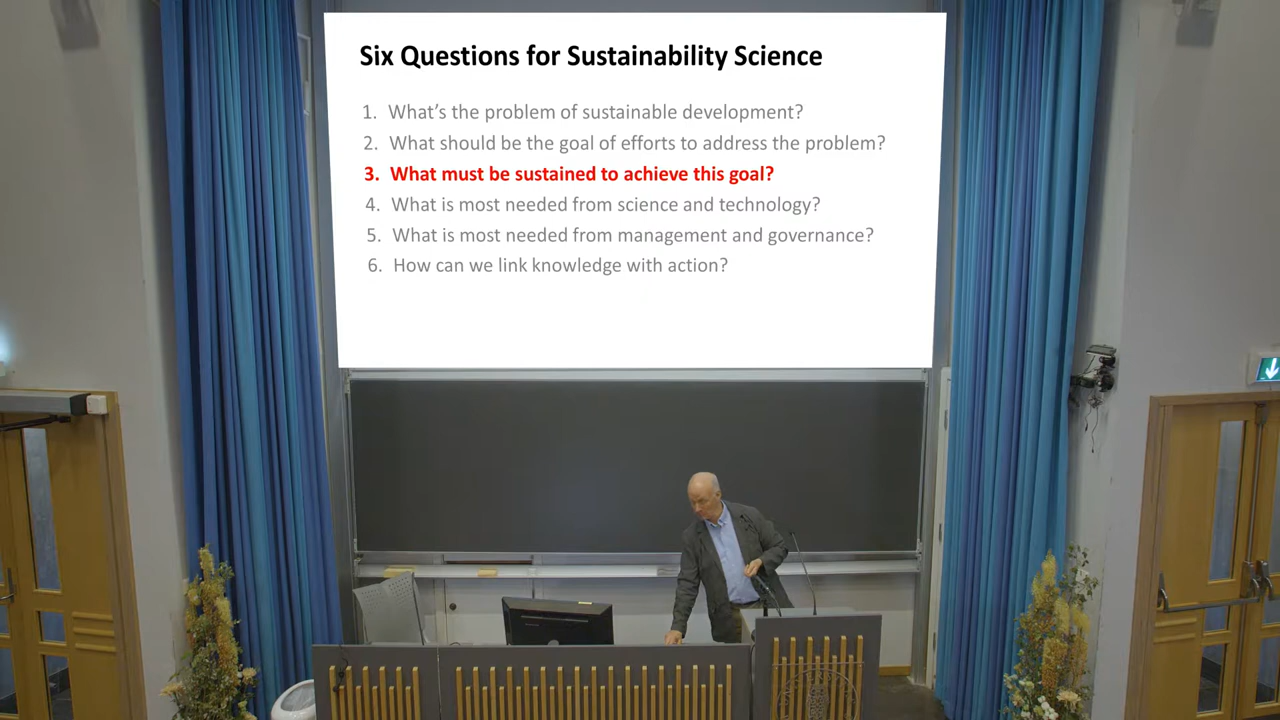 Six Questions for Sustainability Science
1. What's the problem of sustainable development?
2. What should be the goal of efforts to address the problem?
3. What must be sustained to achieve this goal?
4. What is most needed from science and technology?
5. What is most needed from management and governance?
6. How can we link knowledge with action?